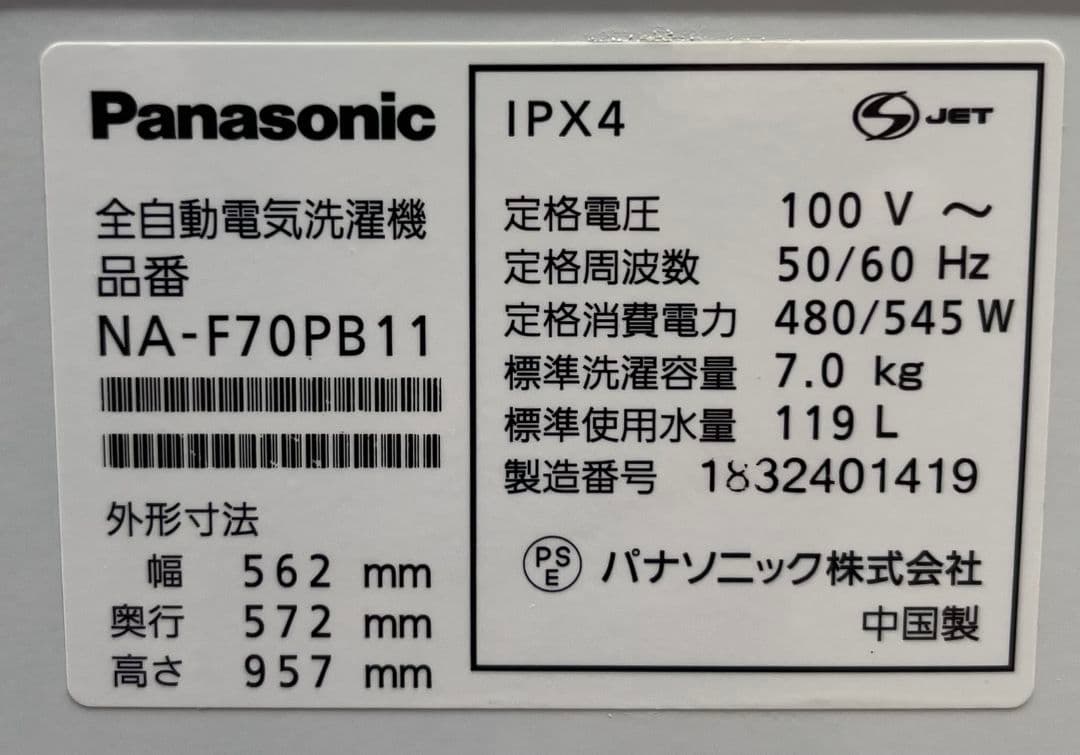 Panasonic
全自動電気洗濯機
品番
NA-F70PB11
外形寸法
幅 562 mm
奥行 572 mm
高さ 957 mm
IPX4
S JET
定格電圧 100 V ～
定格周波数 50/60 Hz
定格消費電力 480/545 W
標準洗濯容量 7.0 kg
標準使用水量 119 L
製造番号 1832401419
PS
E
パナソニック株式会社
中国製